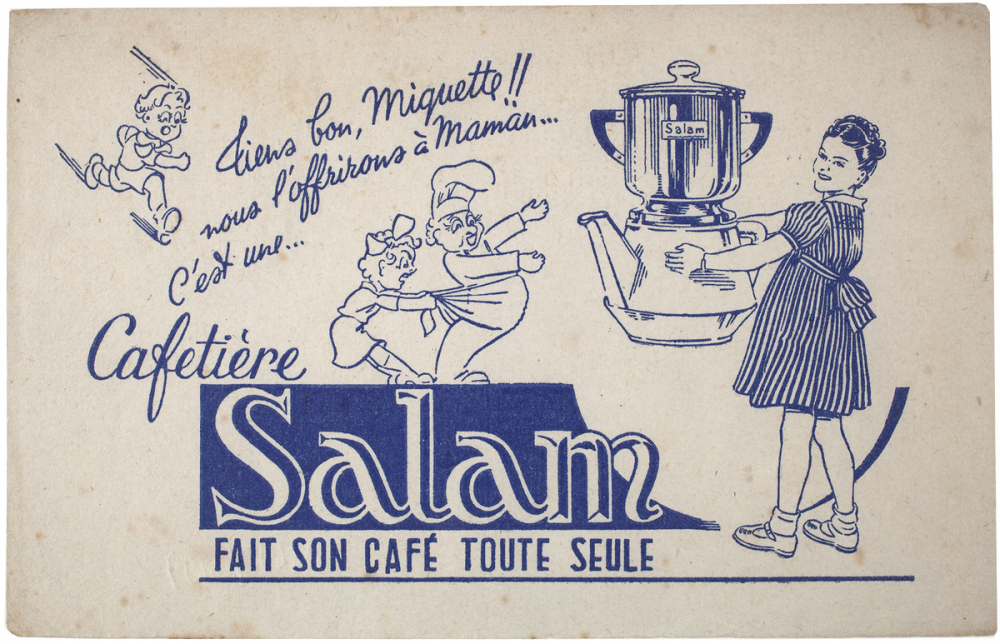 Tiens bon, Miquette!!
nous l'offrirons à Maman...
C'est une...
Salam
Cafetière
Salam
FAIT SON CAFÉ TOUTE SEULE